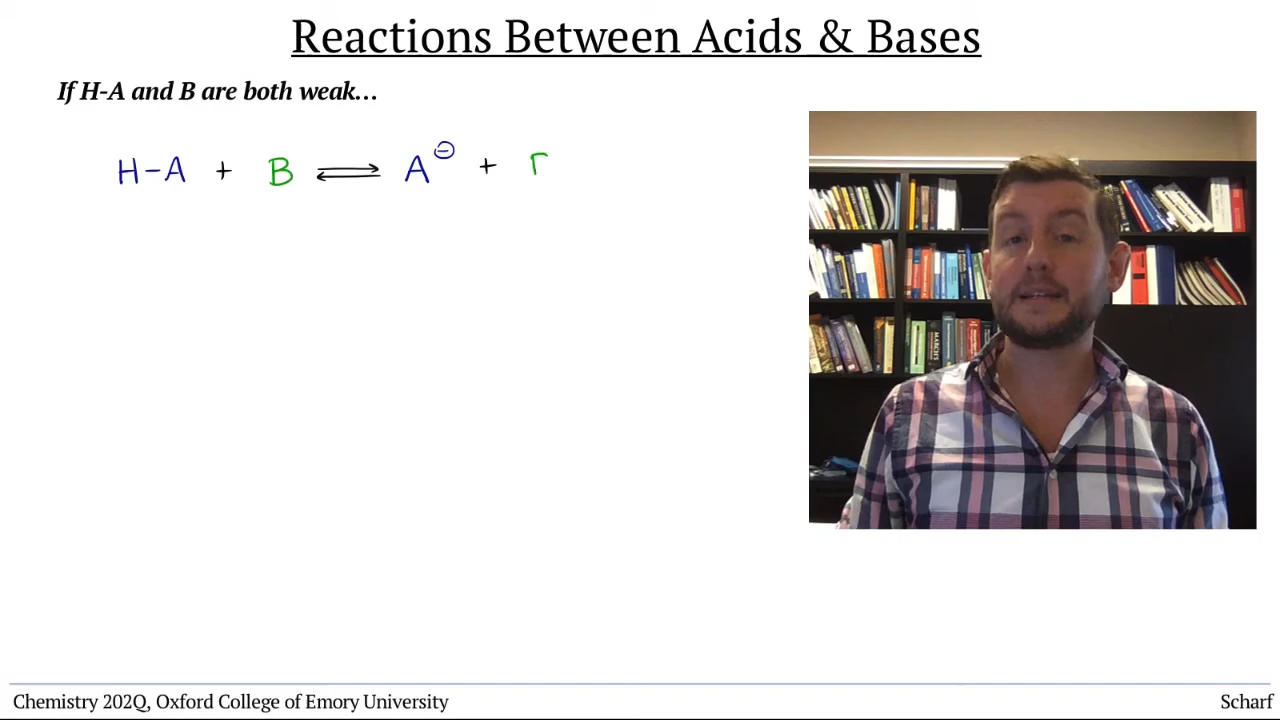 Reactions Between Acids & Bases
If H-A and B are both weak...
H-A + B ⇌ A⊖ +
Chemistry 202Q, Oxford College of Emory University
Scharf